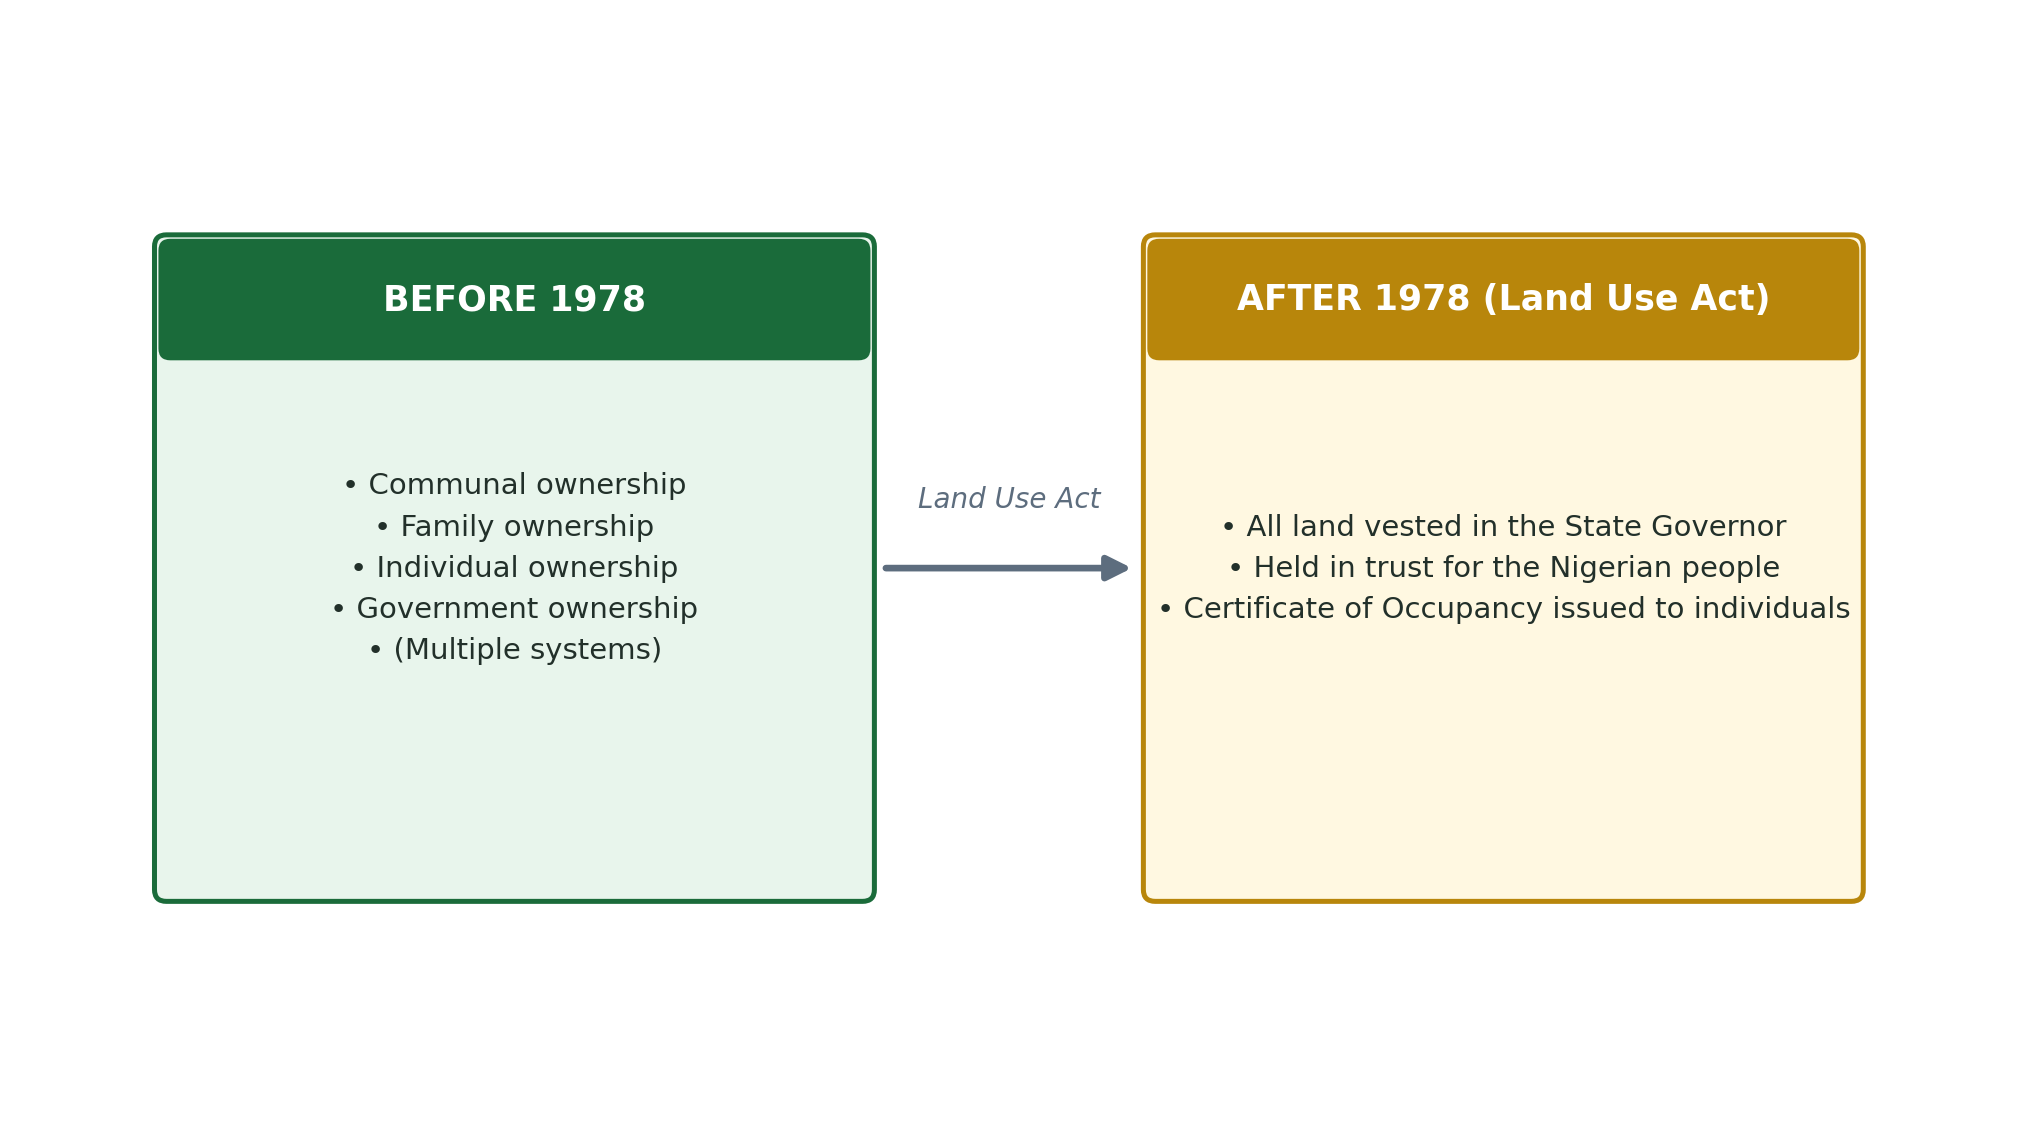 BEFORE 1978
• Communal ownership
• Family ownership
• Individual ownership
• Government ownership
• (Multiple systems)
Land Use Act
AFTER 1978 (Land Use Act)
• All land vested in the State Governor
• Held in trust for the Nigerian people
• Certificate of Occupancy issued to individuals